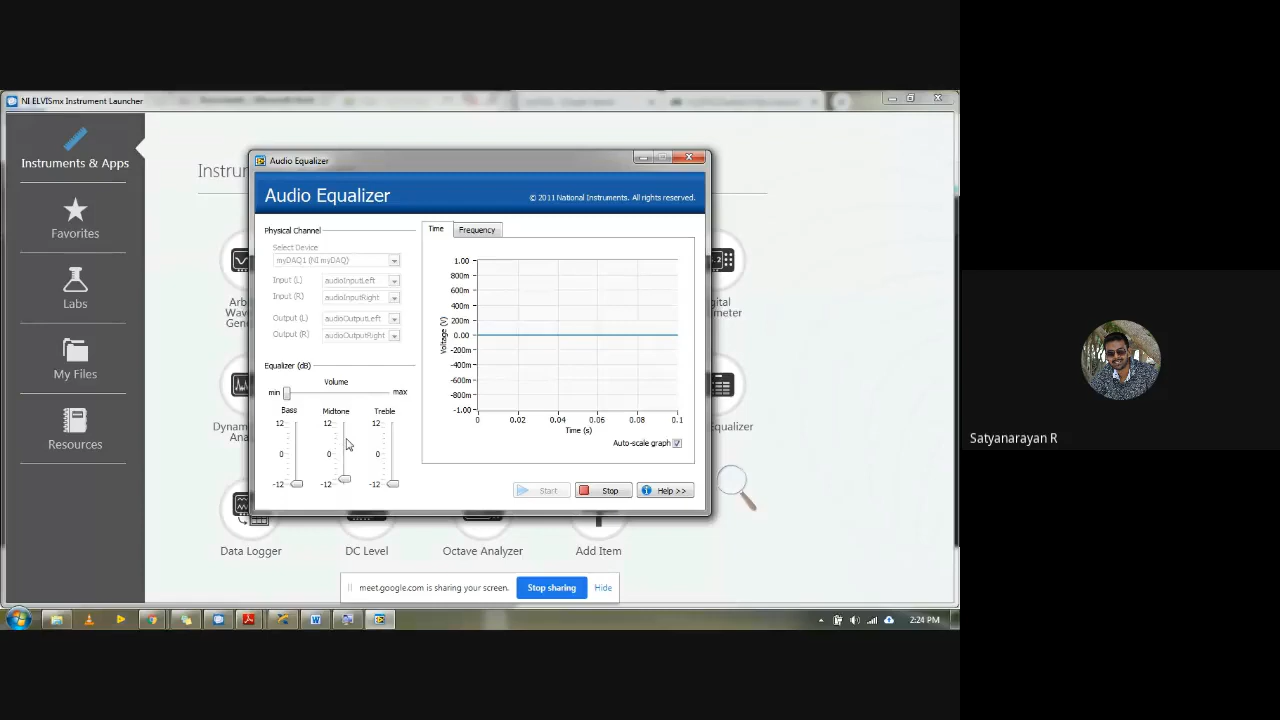 NI ELVISmx Instrument Launcher
Instruments & Apps
Favorites
Labs
My Files
Resources
Instrum
Arb
Wave
Gene
Dynam
Ana
Data Logger
DC Level
Octave Analyzer
Add Item
gital
meter
Equalizer
Audio Equalizer
Audio Equalizer
© 2011 National Instruments. All rights reserved.
Physical Channel
Select Device
myDAQ1 (NI myDAQ)
Input (L) audioInputLeft
Input (R) audioInputRight
Output (L) audioOutputLeft
Output (R) audioOutputRight
Equalizer (dB)
Volume
min max
Bass Midtone Treble
12 12 12
0 0 0
-12 -12 -12
Time Frequency
Voltage (V)
1.00
800m
600m
400m
200m
0.00
-200m
-400m
-600m
-800m
-1.00
0 0.02 0.04 0.06 0.08 0.1
Time (s)
Auto-scale graph
Start Stop Help >>
meet.google.com is sharing your screen. Stop sharing Hide
2:24 PM
Satyanarayan R